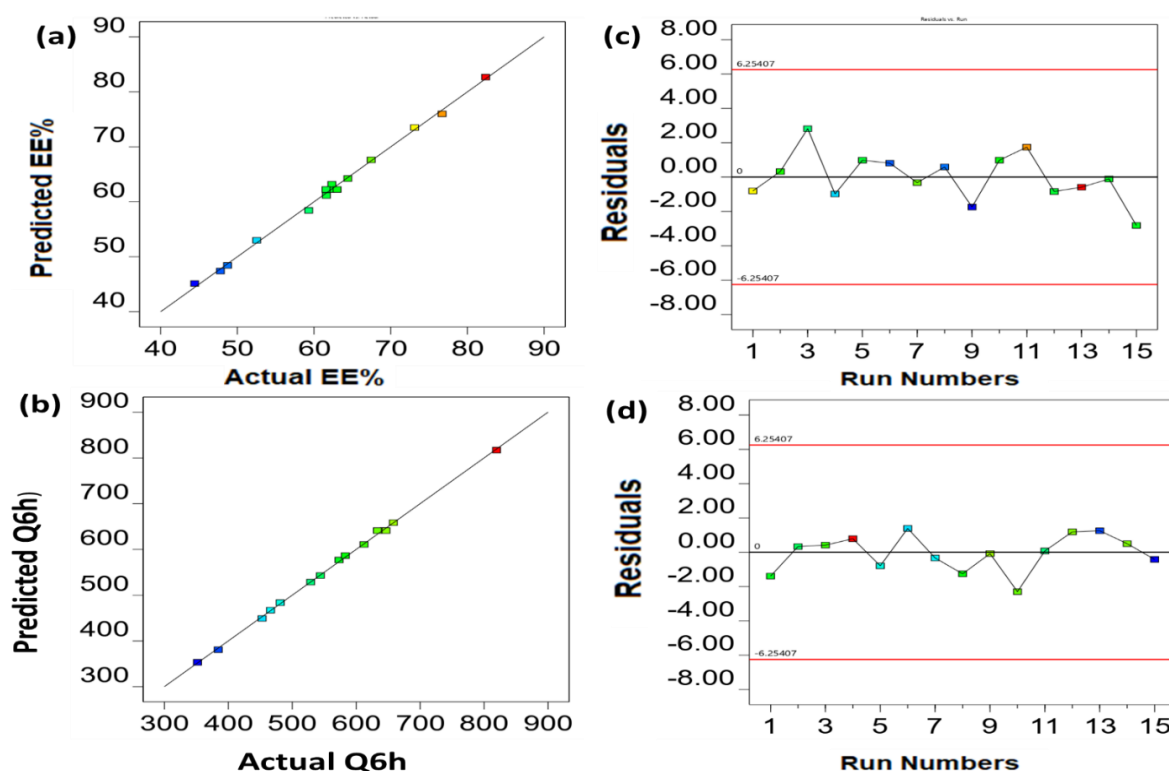 (a)
90
80
70
60
50
40
Predicted EE%
40 50 60 70 80 90
Actual EE%
(c)
Residuals vs. Run
8.00
6.25407
6.00
4.00
2.00
0.00
0
-2.00
-4.00
-6.00
-6.25407
-8.00
Residuals
1 3 5 7 9 11 13 15
Run Numbers
(b)
900
800
700
600
500
400
300
Predicted Q6h)
300 400 500 600 700 800 900
Actual Q6h
(d)
8.00
6.25407
6.00
4.00
2.00
0.00
0
-2.00
-4.00
-6.00
-6.25407
-8.00
Residuals
1 3 5 7 9 11 13 15
Run Numbers